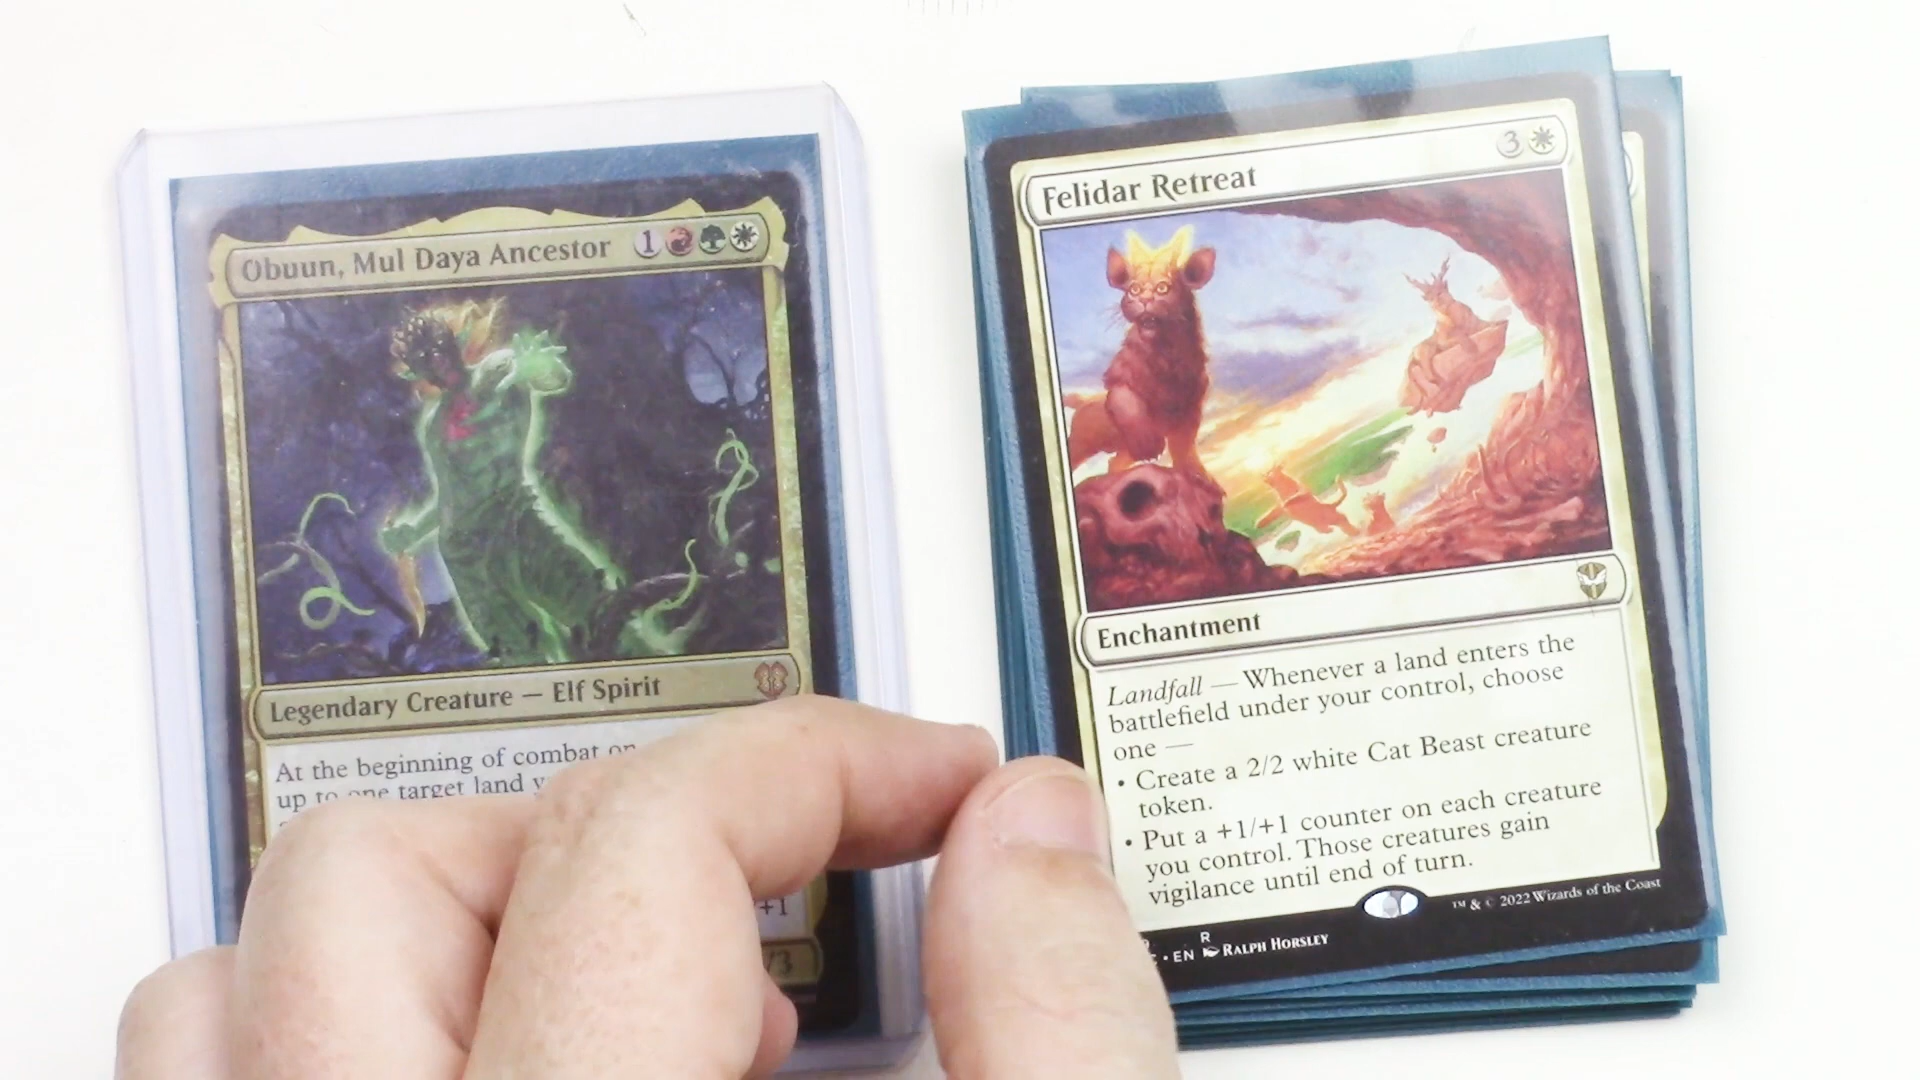 Obuun, Mul Daya Ancestor 1
Legendary Creature — Elf Spirit
At the beginning of combat on
up to one target land
+1
/3
Felidar Retreat 3
Enchantment
Landfall — Whenever a land enters the
battlefield under your control, choose
one —
• Create a 2/2 white Cat Beast creature
token.
• Put a +1/+1 counter on each creature
you control. Those creatures gain
vigilance until end of turn.
™ & © 2022 Wizards of the Coast
R
• EN Ralph Horsley